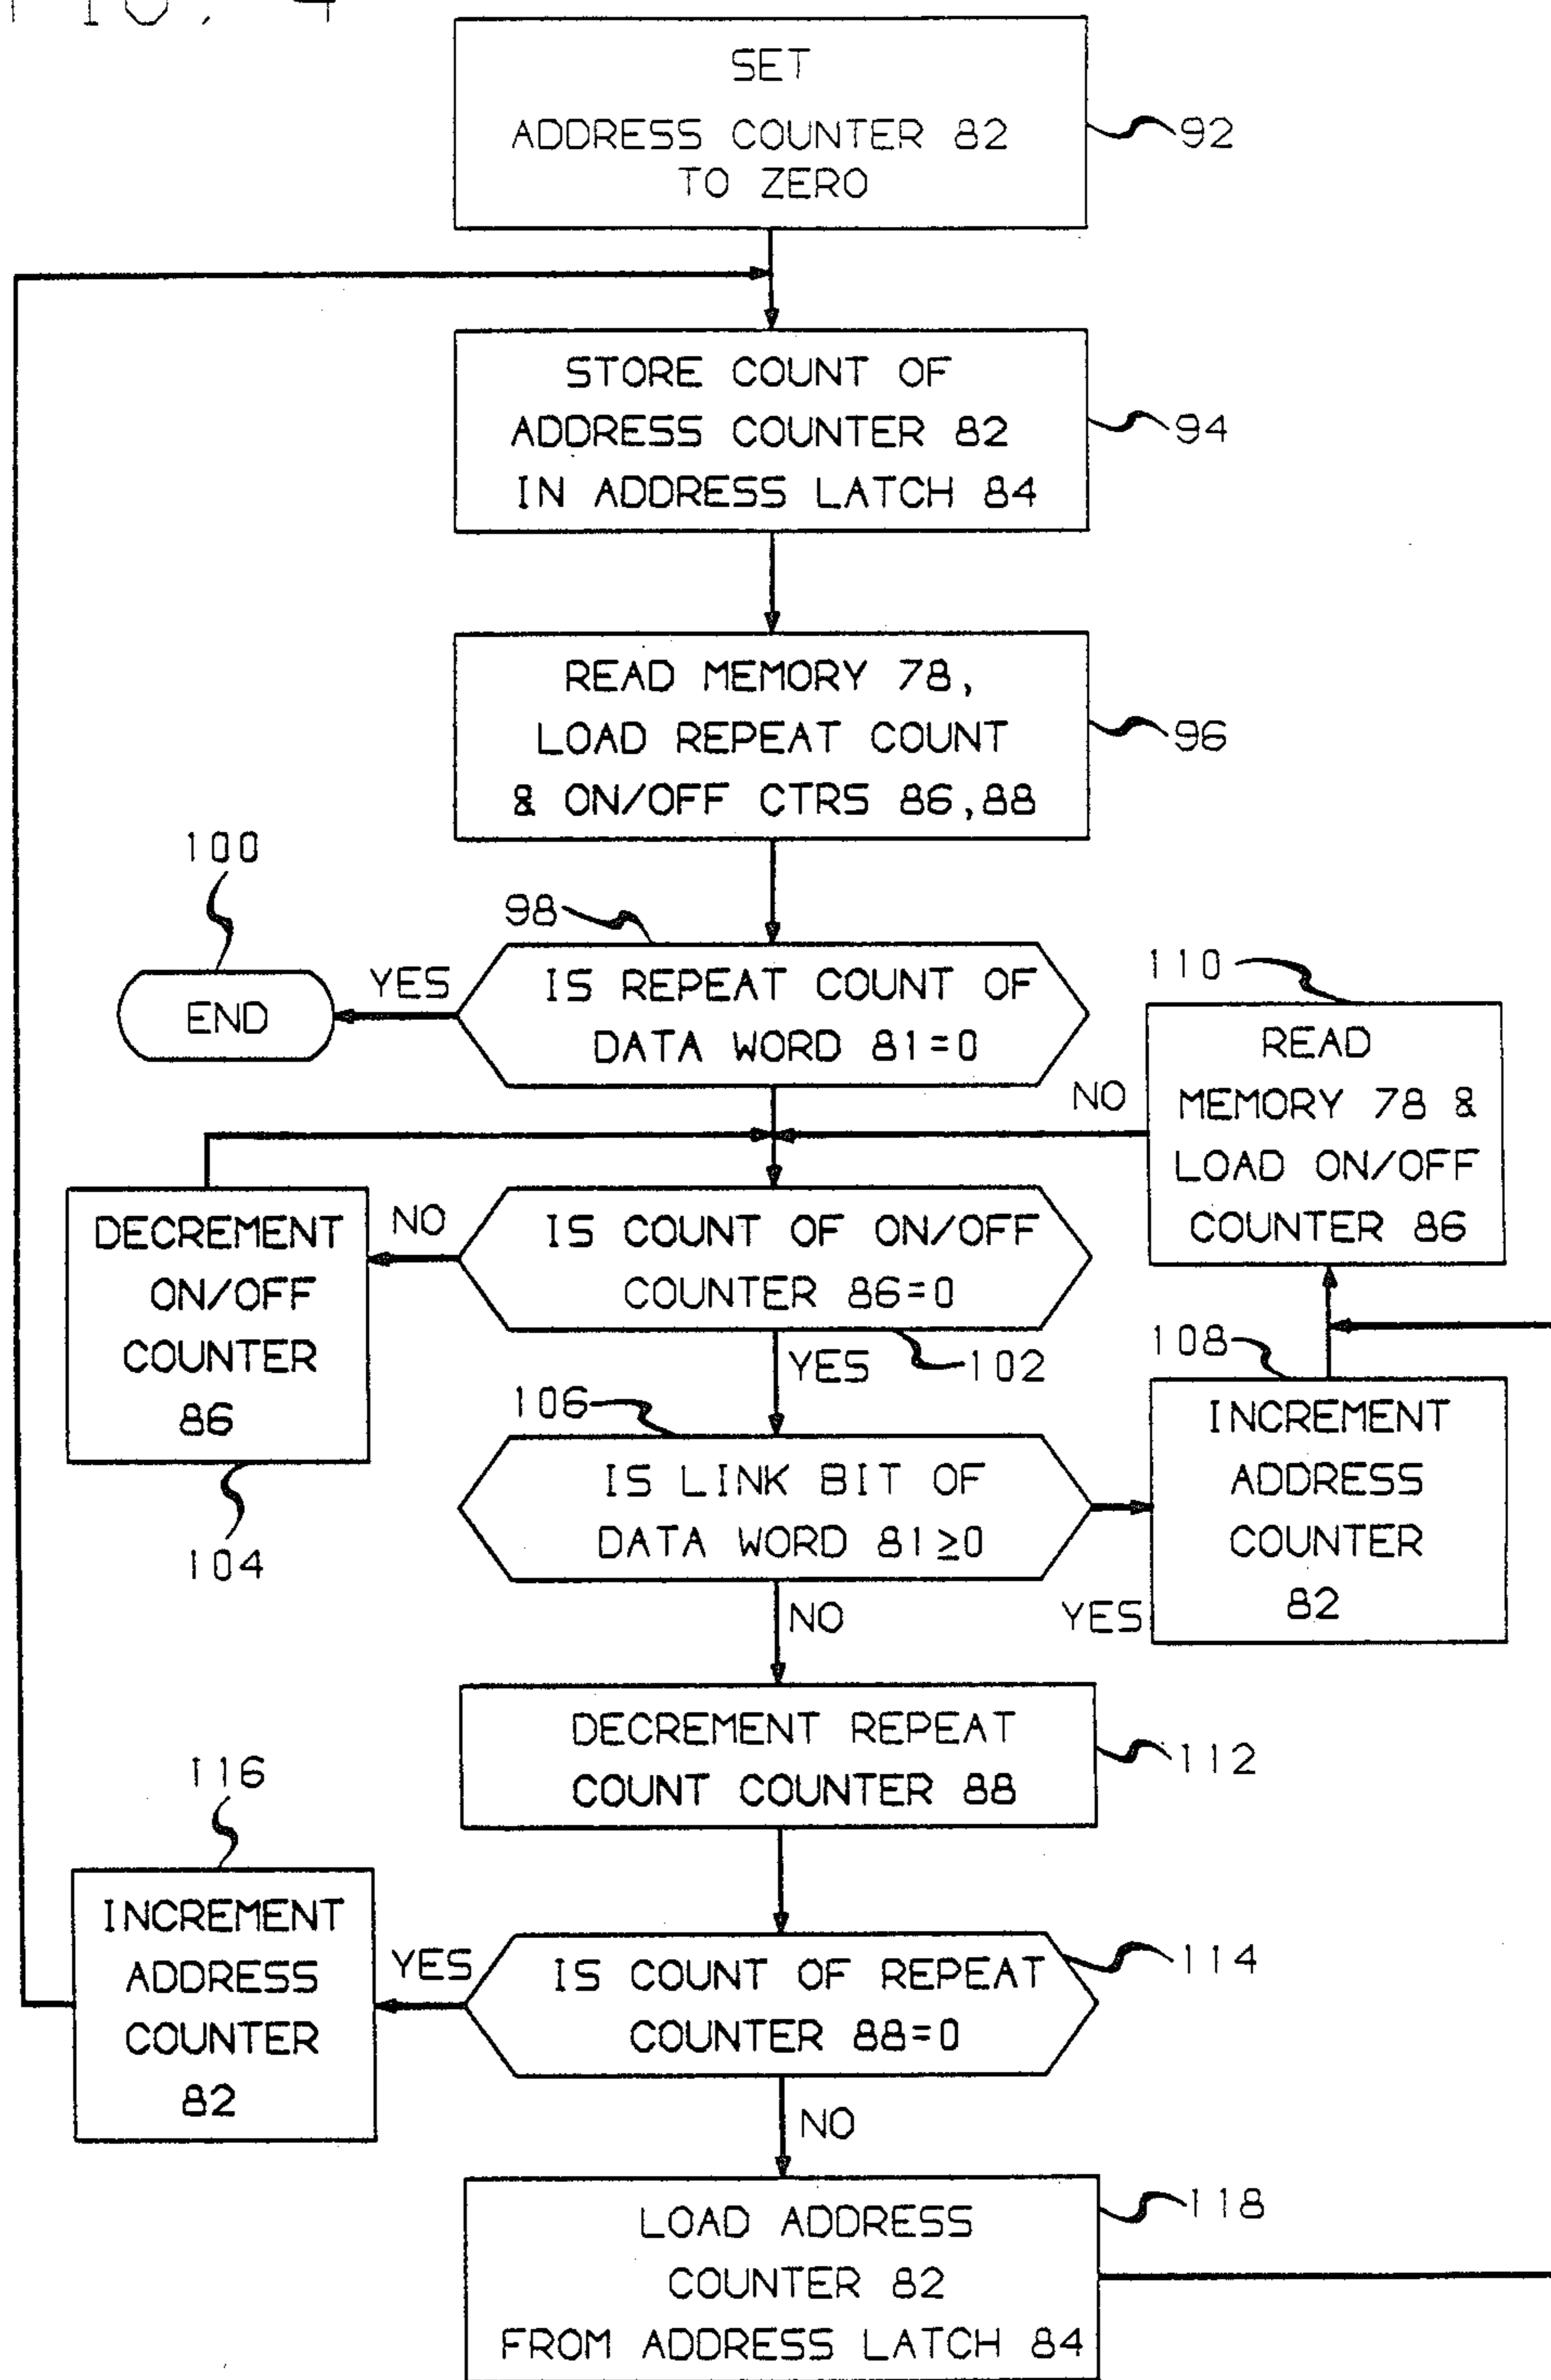 FIG. 4
SET
ADDRESS COUNTER 82
TO ZERO
92
STORE COUNT OF
ADDRESS COUNTER 82
IN ADDRESS LATCH 84
94
READ MEMORY 78,
LOAD REPEAT COUNT
& ON/OFF CTRS 86,88
96
100
98
END
YES
IS REPEAT COUNT OF
DATA WORD 81=0
110
READ
MEMORY 78 &
LOAD ON/OFF
COUNTER 86
NO
DECREMENT
ON/OFF
COUNTER
86
104
NO
IS COUNT OF ON/OFF
COUNTER 86=0
102
YES
108
INCREMENT
ADDRESS
COUNTER
82
106
IS LINK BIT OF
DATA WORD 81≥0
YES
NO
DECREMENT REPEAT
COUNT COUNTER 88
112
116
INCREMENT
ADDRESS
COUNTER
82
YES
IS COUNT OF REPEAT
COUNTER 88=0
114
NO
LOAD ADDRESS
COUNTER 82
FROM ADDRESS LATCH 84
118